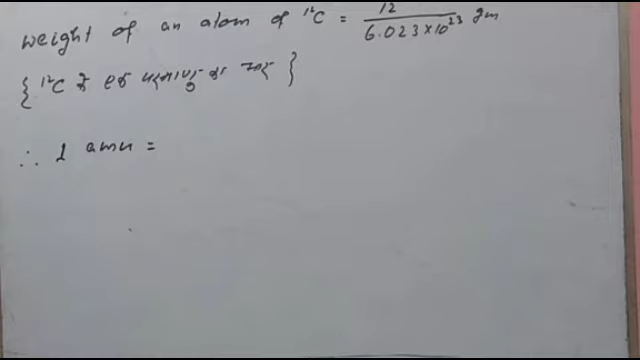 weight of an atom of ¹²C = 12 / 6.023×10²³ gm
{ ¹²C के एक परमाणु का भार }
∴ 1 amu =